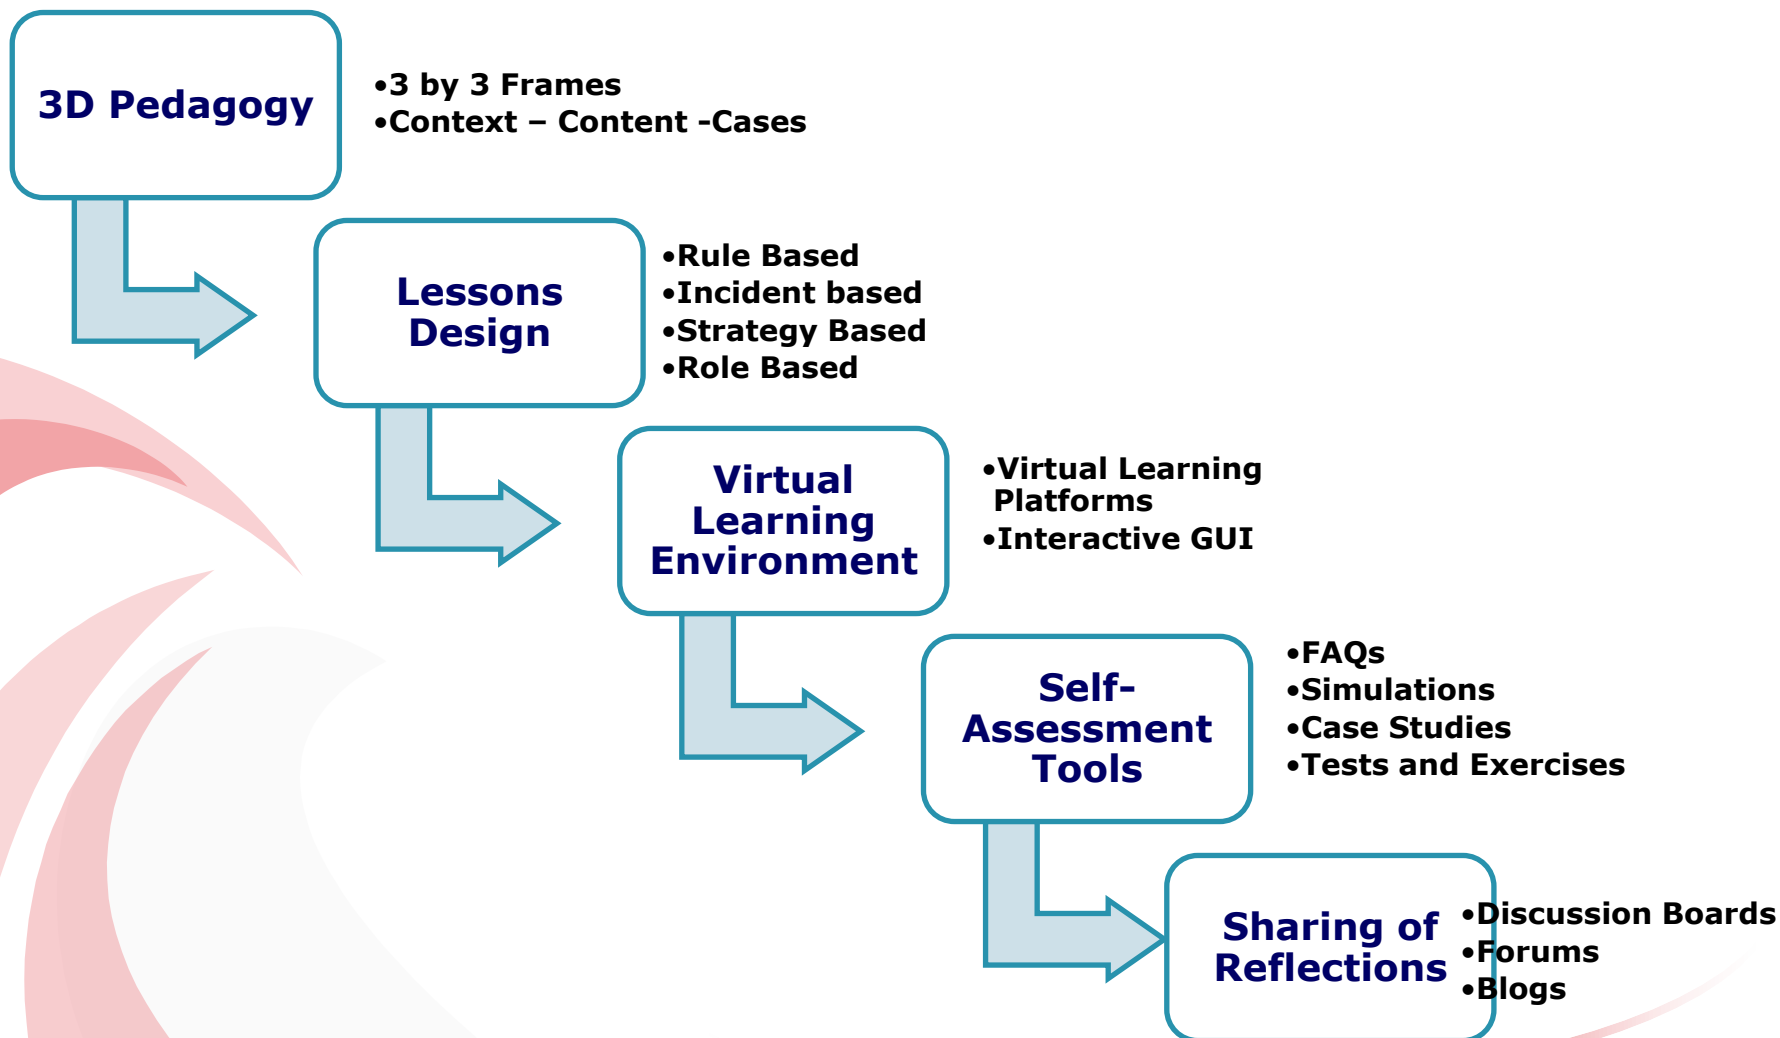 3D Pedagogy
•3 by 3 Frames
•Context – Content -Cases
Lessons
Design
•Rule Based
•Incident based
•Strategy Based
•Role Based
Virtual
Learning
Environment
•Virtual Learning
Platforms
•Interactive GUI
Self-
Assessment
Tools
•FAQs
•Simulations
•Case Studies
•Tests and Exercises
Sharing of
Reflections
•Discussion Boards
•Forums
•Blogs